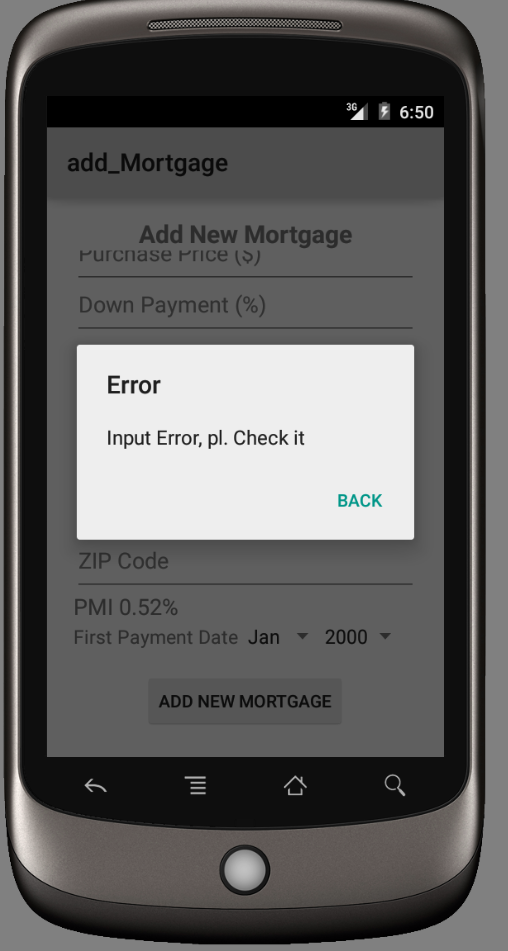 3G 6:50
add_Mortgage
Add New Mortgage
Purchase Price ($)
Down Payment (%)
Error
Input Error, pl. Check it
BACK
ZIP Code
PMI 0.52%
First Payment Date Jan 2000
ADD NEW MORTGAGE